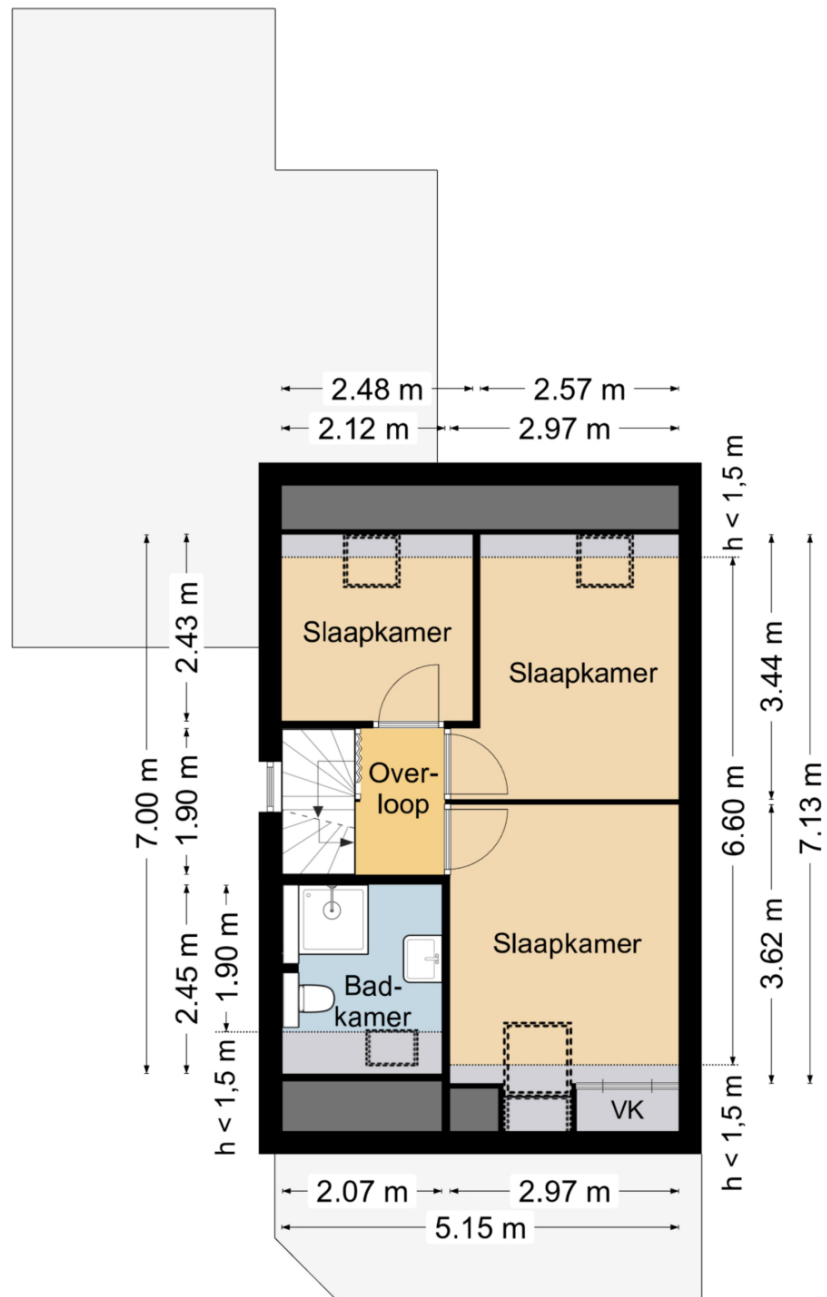 2.48 m
2.57 m
2.12 m
2.97 m
h < 1,5 m
Slaapkamer
Slaapkamer
2.43 m
3.44 m
7.00 m
1.90 m
Over-
loop
6.60 m
7.13 m
Slaapkamer
2.45 m
1.90 m
3.62 m
Bad-
kamer
h < 1,5 m
VK
h < 1,5 m
2.07 m
2.97 m
5.15 m